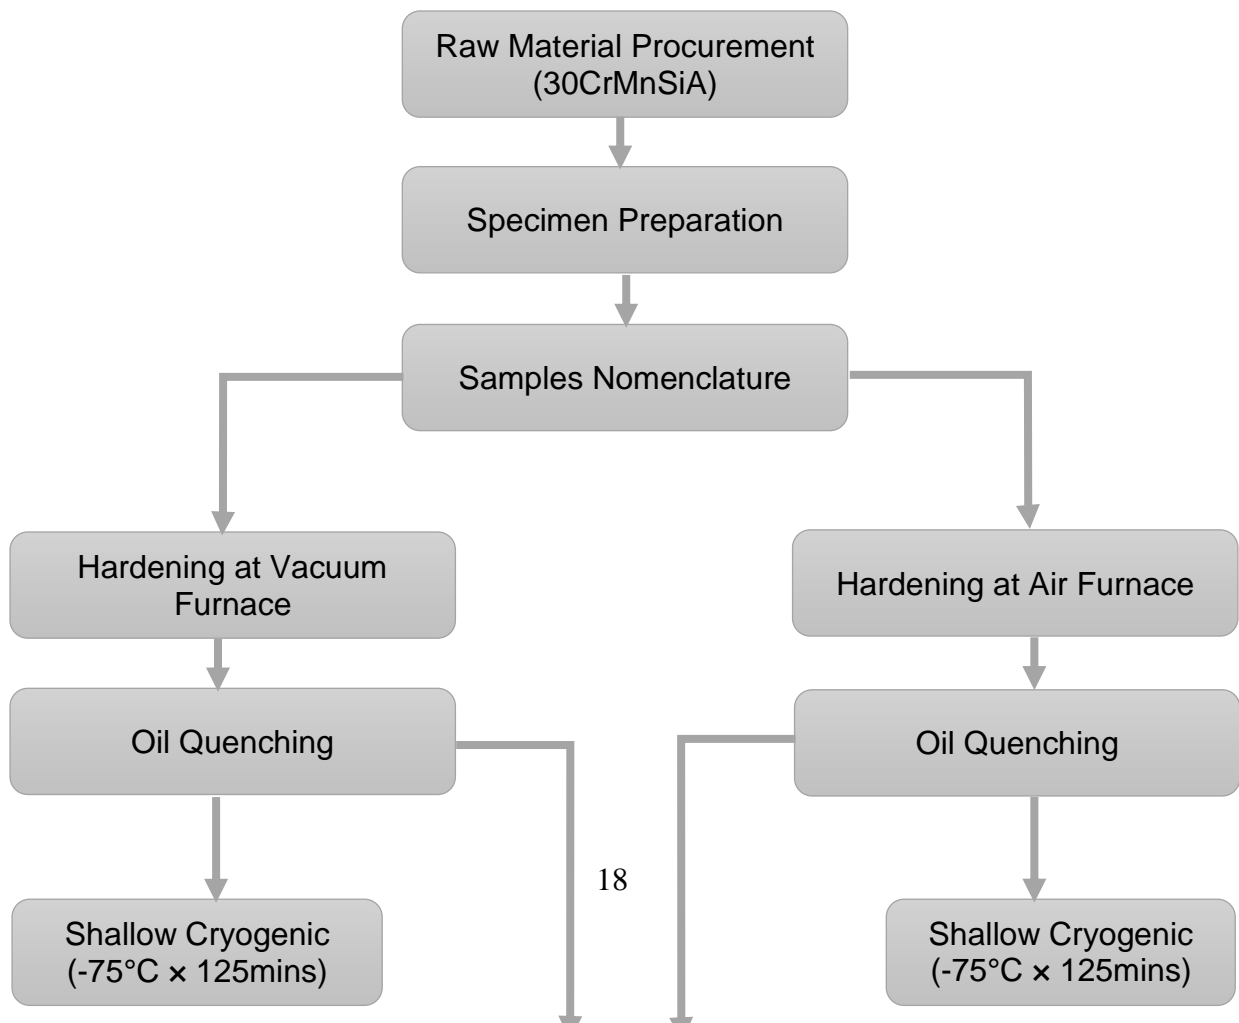 Raw Material Procurement
(30CrMnSiA)
Specimen Preparation
Samples Nomenclature
Hardening at Vacuum
Furnace
Hardening at Air Furnace
Oil Quenching
Oil Quenching
18
Shallow Cryogenic
(-75°C × 125mins)
Shallow Cryogenic
(-75°C × 125mins)